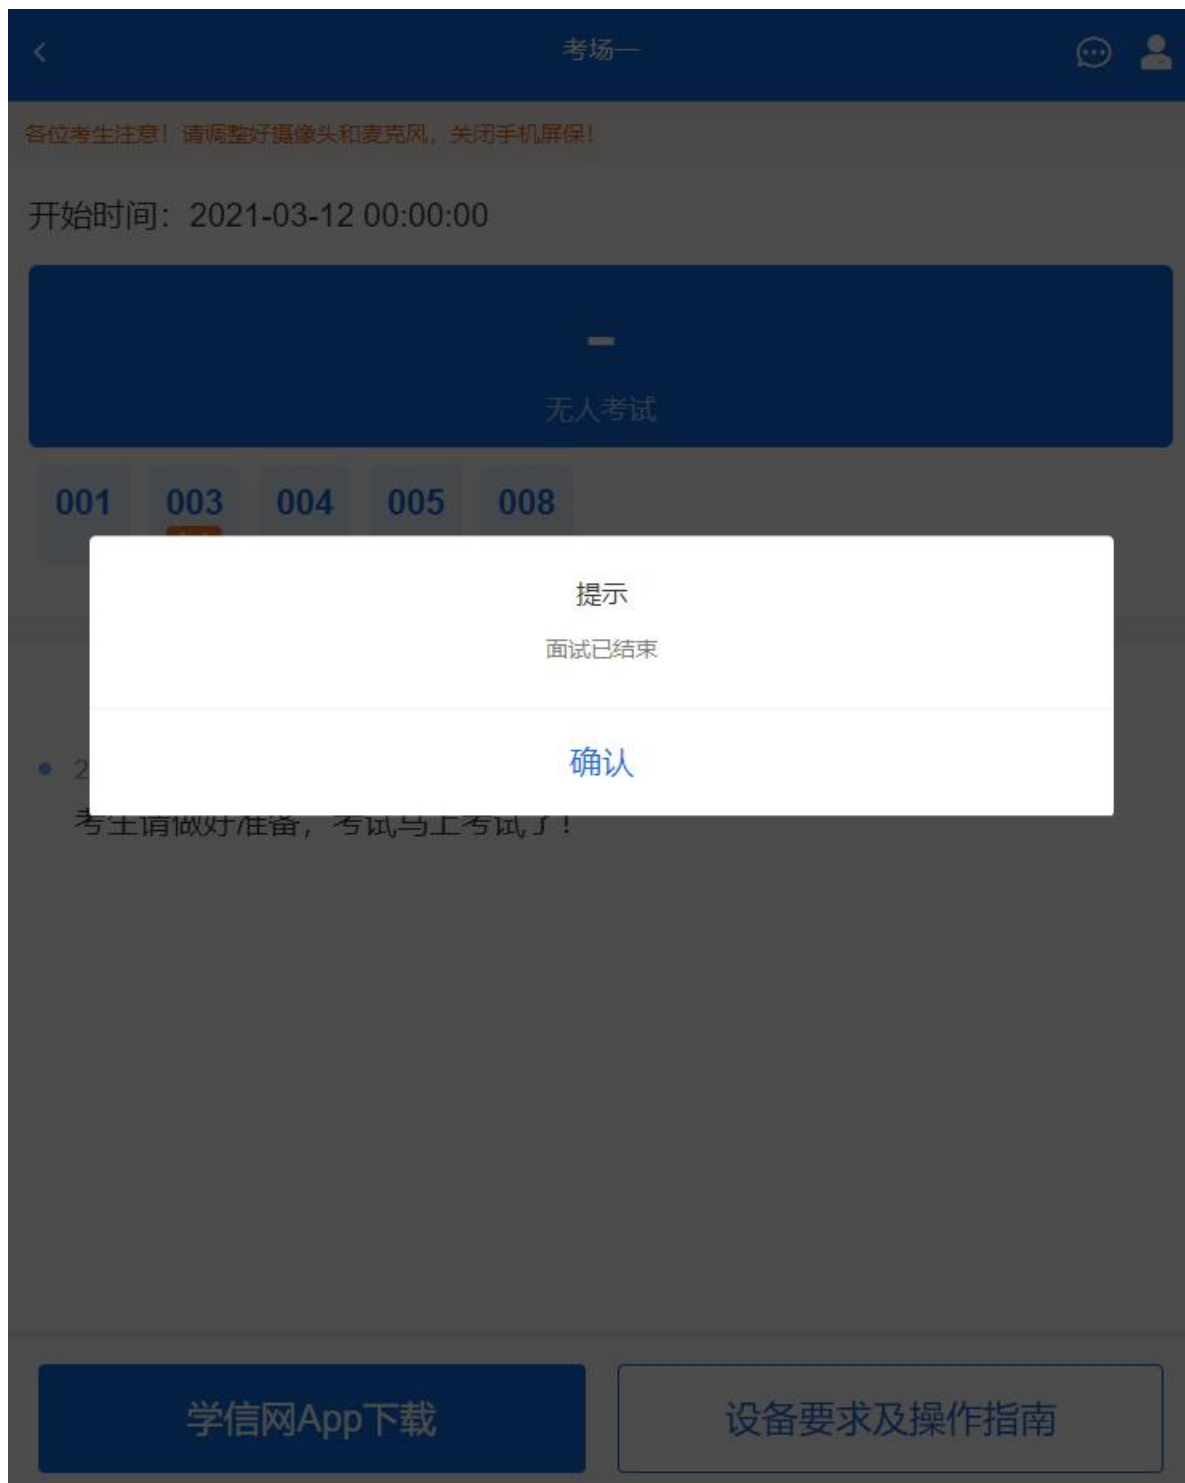 考场一
各位考生注意！请调整好摄像头和麦克风，关闭手机屏保！
开始时间：2021-03-12 00:00:00
-
无人考试
001 003 004 005 008
提示
面试已结束
确认
2
考生请做好准备，考试马上考试了！
学信网App下载
设备要求及操作指南